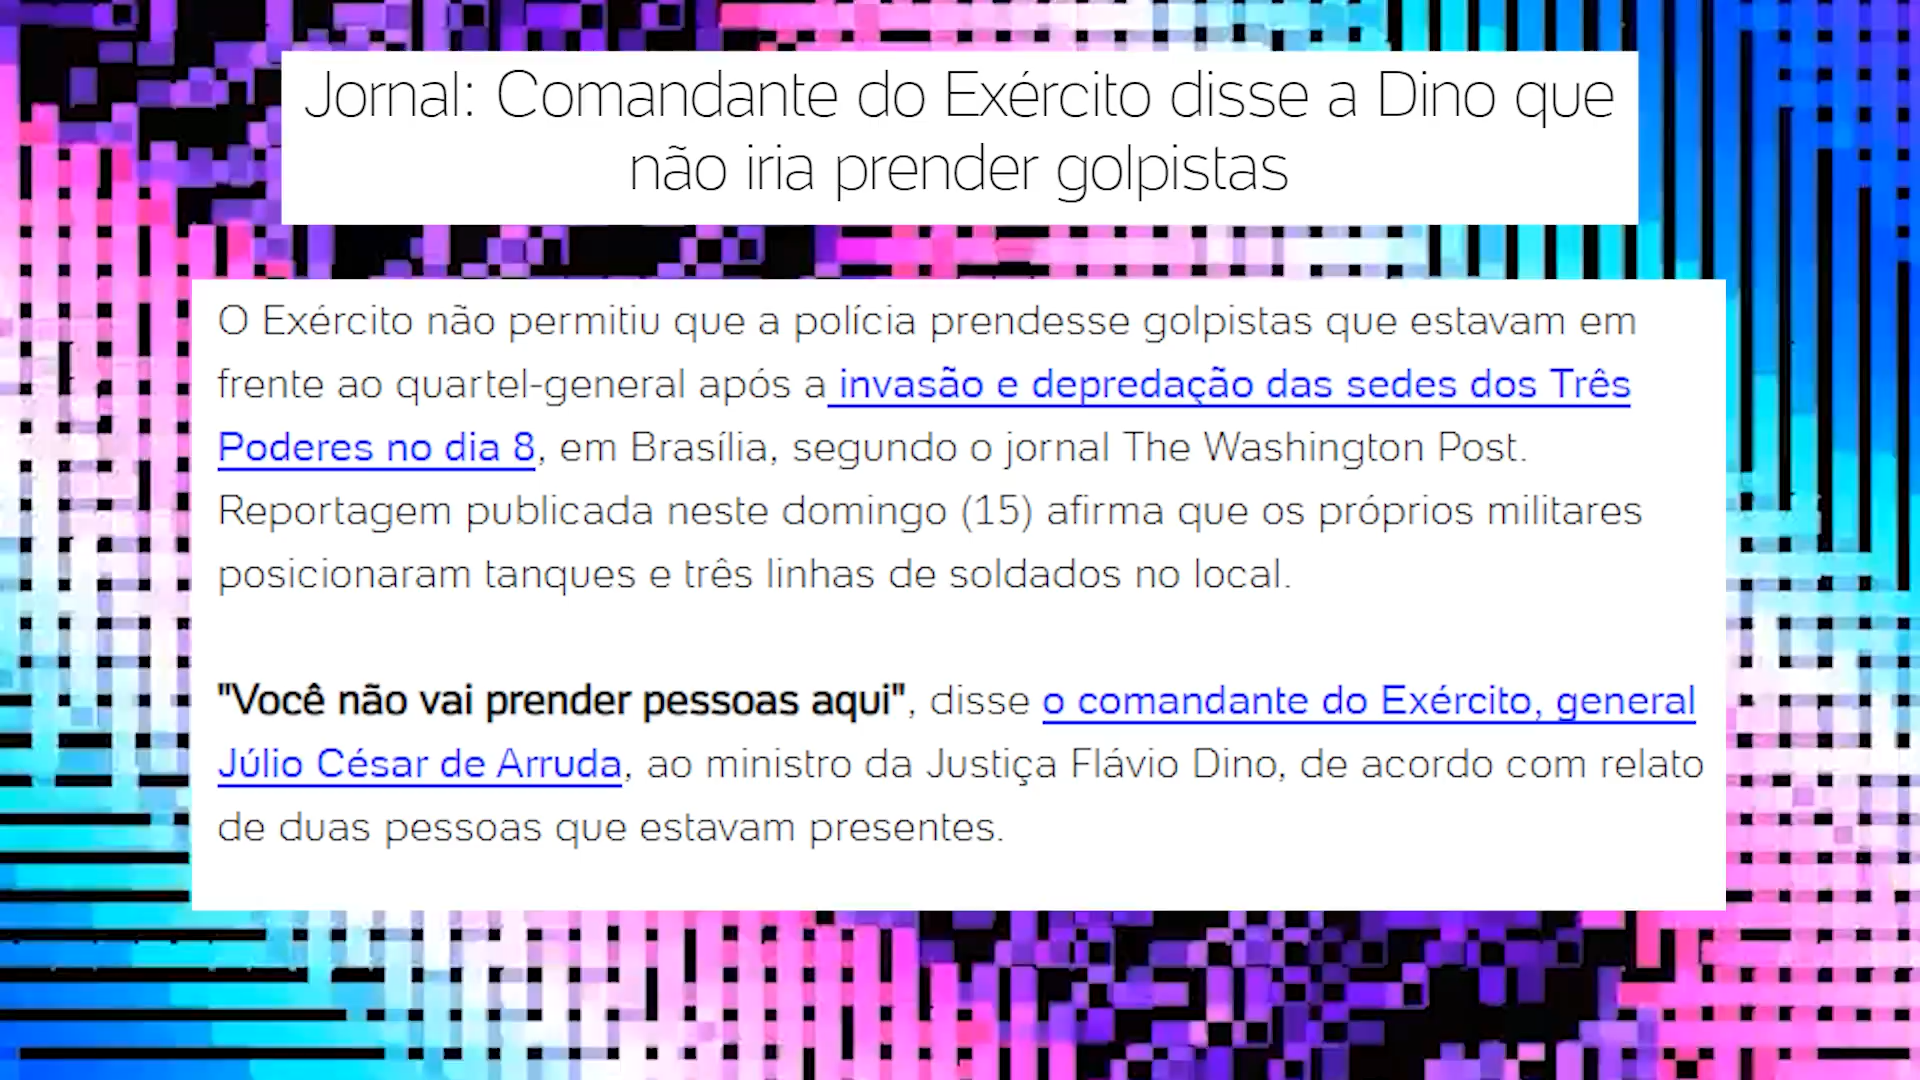 Jornal: Comandante do Exército disse a Dino que
não iria prender golpistas
O Exército não permitiu que a polícia prendesse golpistas que estavam em
frente ao quartel-general após a invasão e depredação das sedes dos Três
Poderes no dia 8, em Brasília, segundo o jornal The Washington Post.
Reportagem publicada neste domingo (15) afirma que os próprios militares
posicionaram tanques e três linhas de soldados no local.
"Você não vai prender pessoas aqui", disse o comandante do Exército, general
Júlio César de Arruda, ao ministro da Justiça Flávio Dino, de acordo com relato
de duas pessoas que estavam presentes.